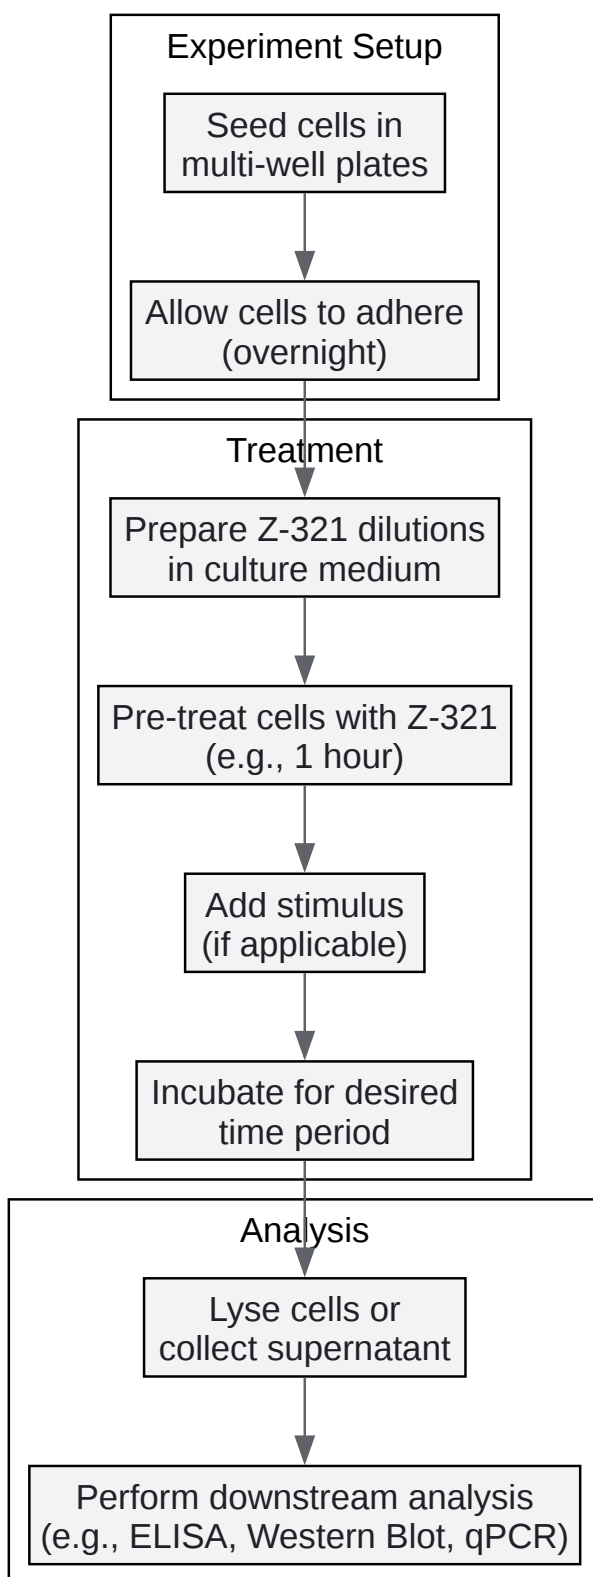 Experiment Setup
Seed cells in
multi-well plates
Allow cells to adhere
(overnight)
Treatment
Prepare Z-321 dilutions
in culture medium
Pre-treat cells with Z-321
(e.g., 1 hour)
Add stimulus
(if applicable)
Incubate for desired
time period
Analysis
Lyse cells or
collect supernatant
Perform downstream analysis
(e.g., ELISA, Western Blot, qPCR)